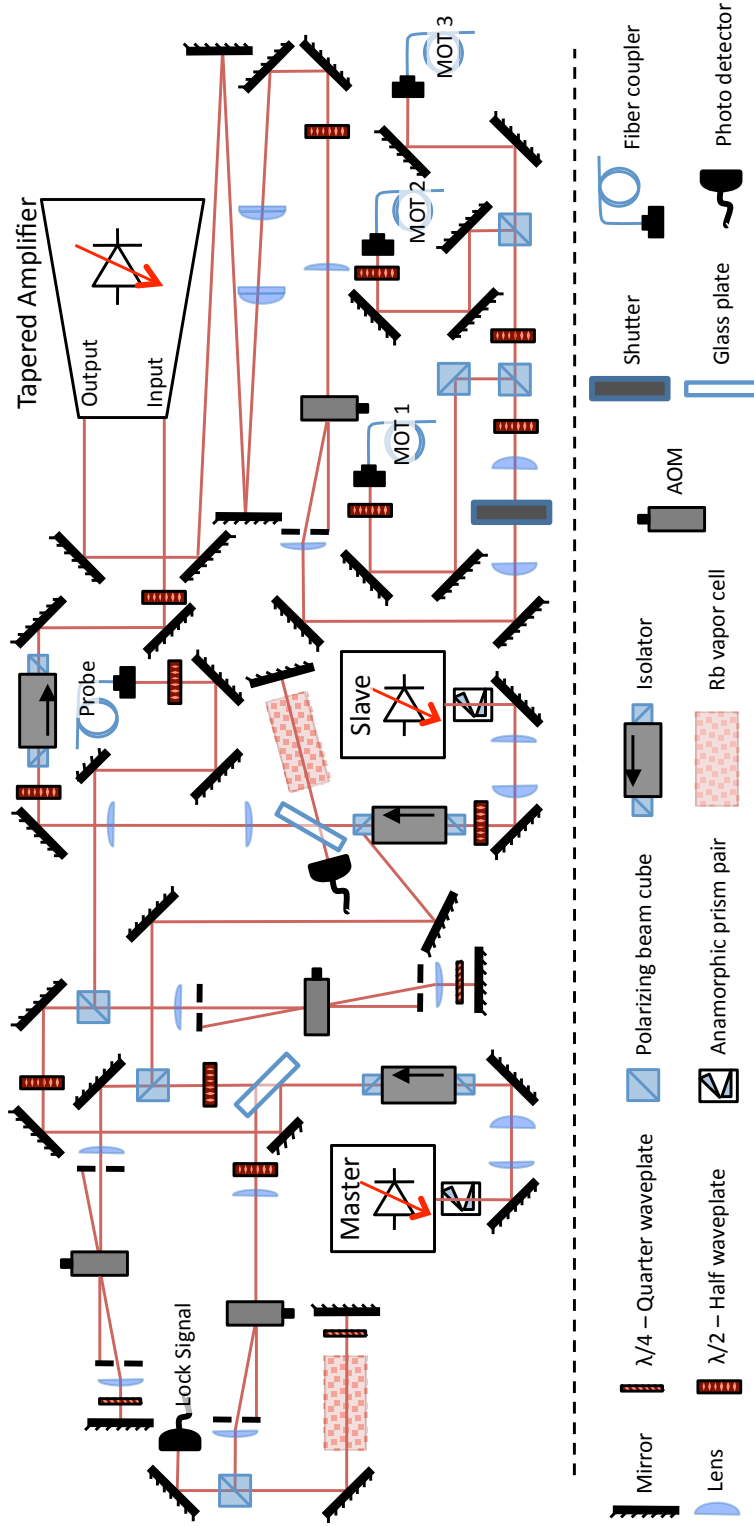 Tapered Amplifier
Output
Input
Probe
MOT 1
MOT 2
MOT 3
Slave
Master
Lock Signal
Mirror
λ/4 – Quarter waveplate
Polarizing beam cube
Isolator
AOM
Shutter
Fiber coupler
Lens
λ/2 – Half waveplate
Anamorphic prism pair
Rb vapor cell
Glass plate
Photo detector